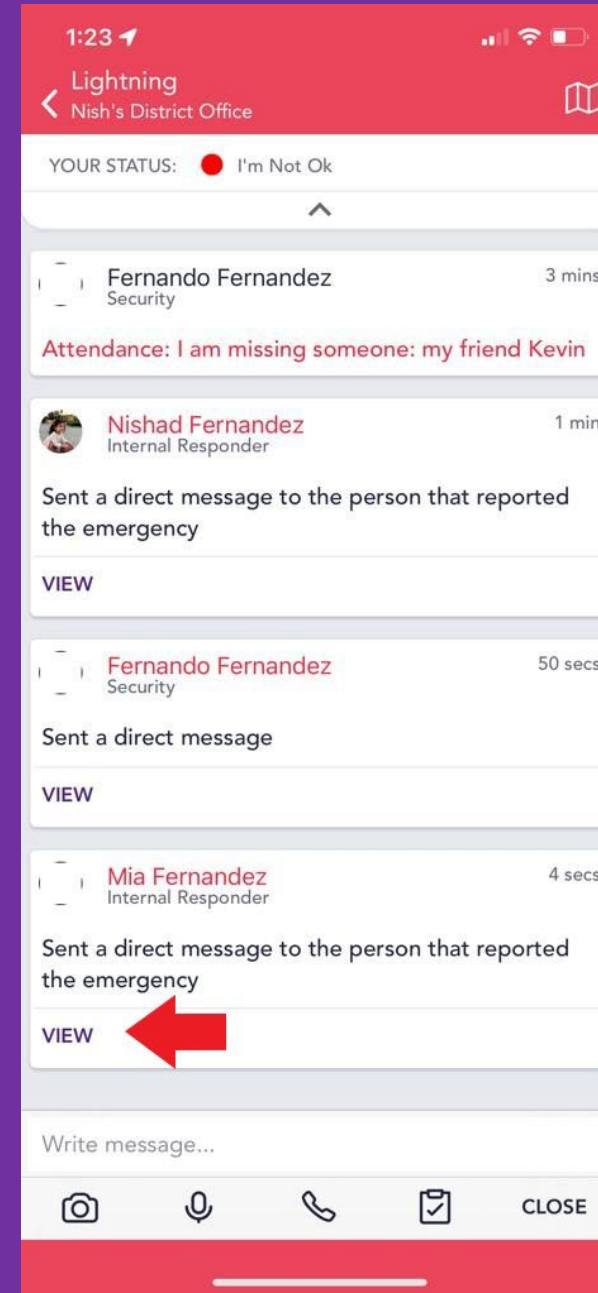 1:23
Lightning
Nish's District Office
YOUR STATUS: I'm Not Ok
Fernando Fernandez 3 mins
Security
Attendance: I am missing someone: my friend Kevin
Nishad Fernandez 1 min
Internal Responder
Sent a direct message to the person that reported
the emergency
VIEW
Fernando Fernandez 50 secs
Security
Sent a direct message
VIEW
Mia Fernandez 4 secs
Internal Responder
Sent a direct message to the person that reported
the emergency
VIEW
Write message...
CLOSE